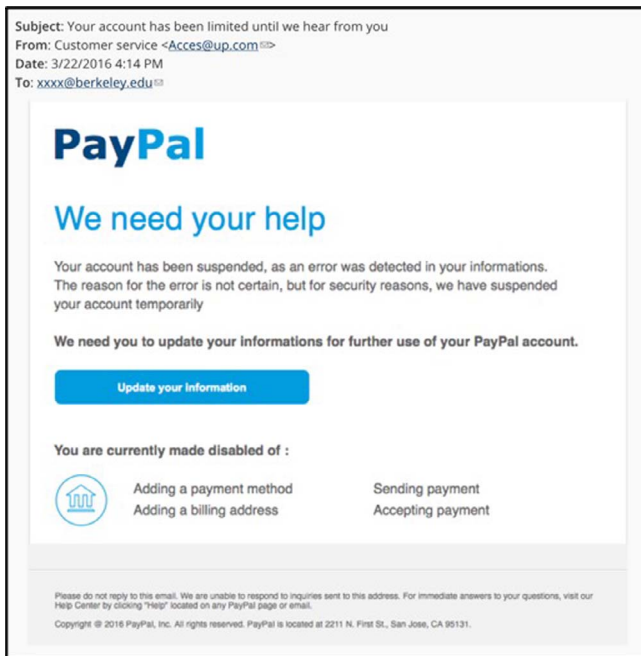 Subject: Your account has been limited until we hear from you
From: Customer service <Acces@up.com>
Date: 3/22/2016 4:14 PM
To: xxxx@berkeley.edu
PayPal
We need your help
Your account has been suspended, as an error was detected in your informations.
The reason for the error is not certain, but for security reasons, we have suspended
your account temporarily
We need you to update your informations for further use of your PayPal account.
Update your information
You are currently made disabled of :
Adding a payment method Sending payment
Adding a billing address Accepting payment
Please do not reply to this email. We are unable to respond to inquiries sent to this address. For immediate answers to your questions, visit our
Help Center by clicking "Help" located on any PayPal page or email.
Copyright @ 2016 PayPal, Inc. All rights reserved. PayPal is located at 2211 N. First St., San Jose, CA 95131.